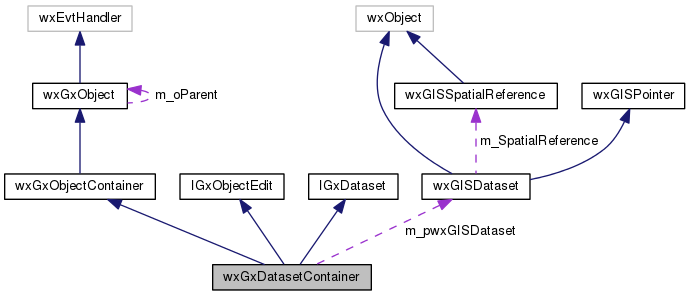 wxEvtHandler
wxObject
wxGxObject
m_oParent
wxGISSpatialReference
wxGISPointer
m_SpatialReference
wxGxObjectContainer
IGxObjectEdit
IGxDataset
wxGISDataset
m_pwxGISDataset
wxGxDatasetContainer